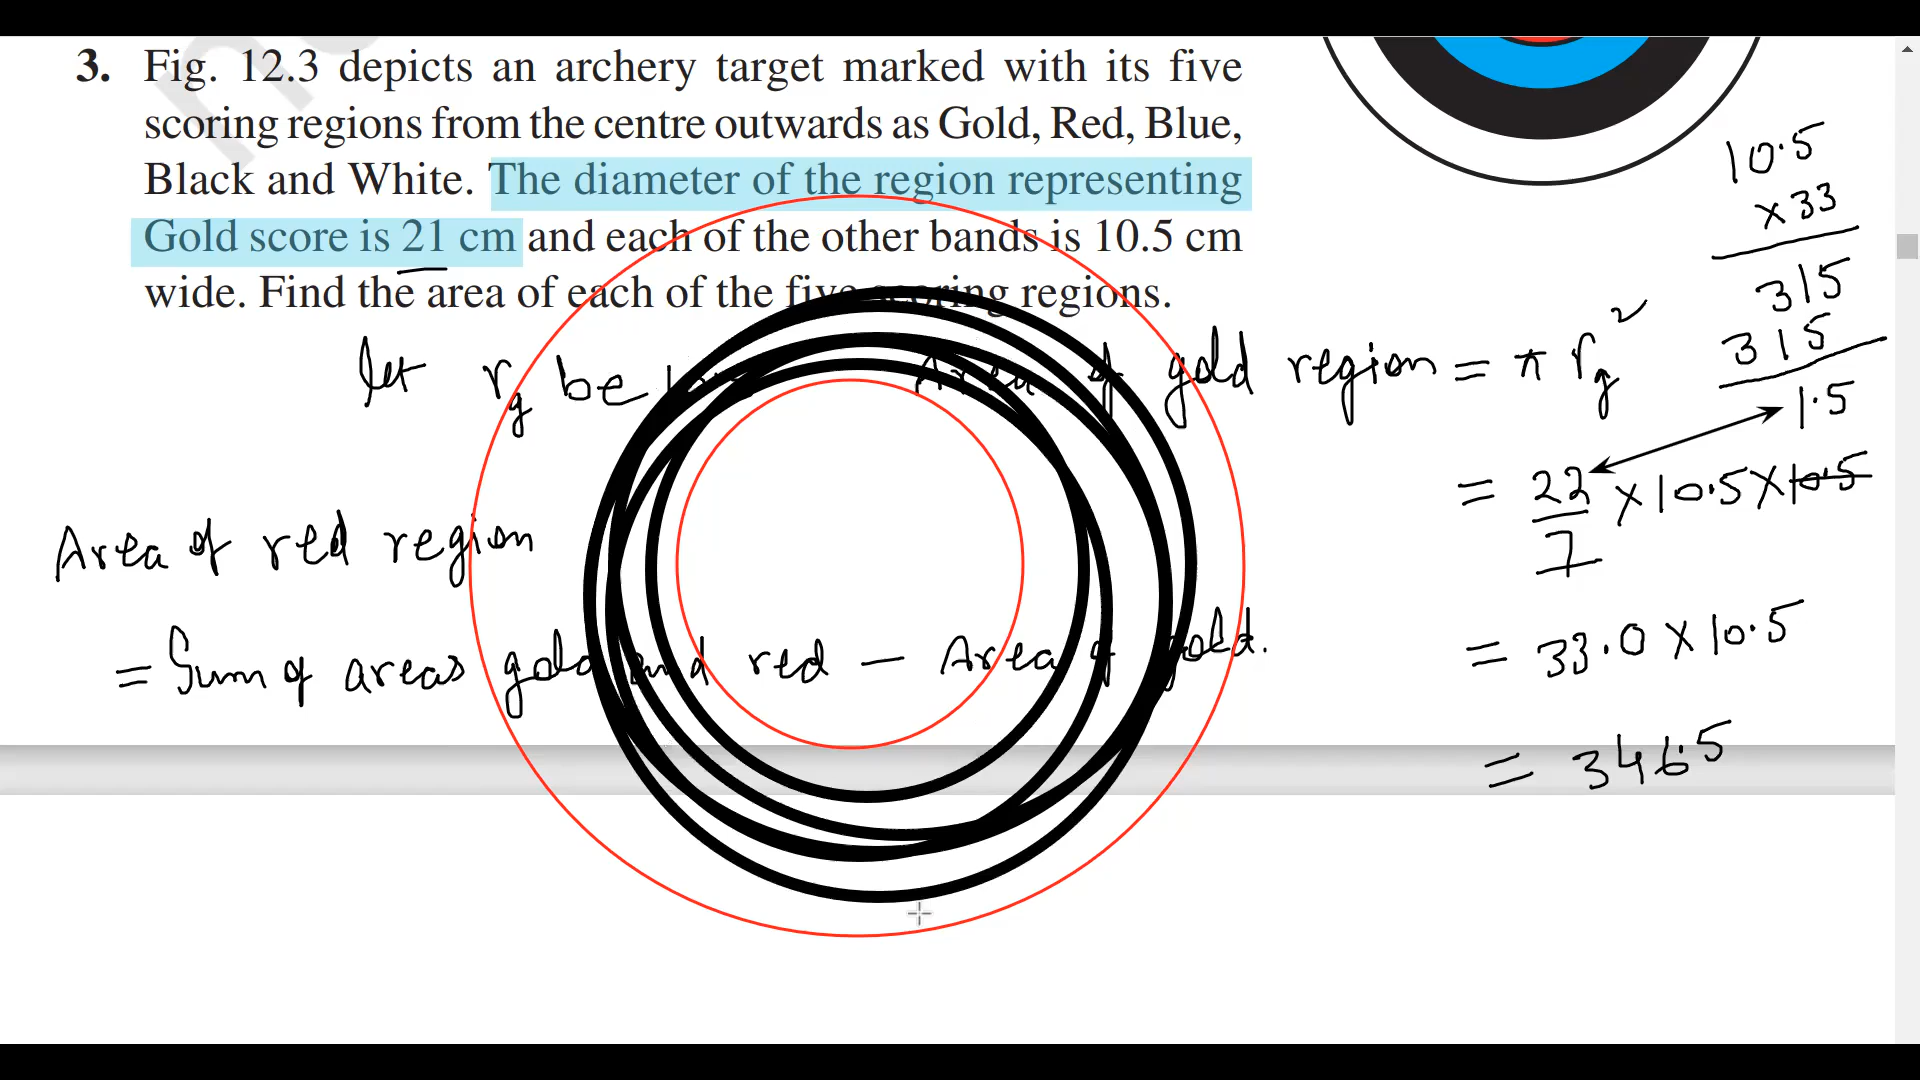 3. Fig. 12.3 depicts an archery target marked with its five
scoring regions from the centre outwards as Gold, Red, Blue,
Black and White. The diameter of the region representing
Gold score is 21 cm and each of the other bands is 10.5 cm
wide. Find the area of each of the five scoring regions.
let rg be
Area of gold region = π rg²
= 22/7 × 10.5 × 10.5
1.5
= 33.0 × 10.5
= 346.5
10.5
×33
315
315
Area of red region
= Sum of areas gold and red — Area of gold.